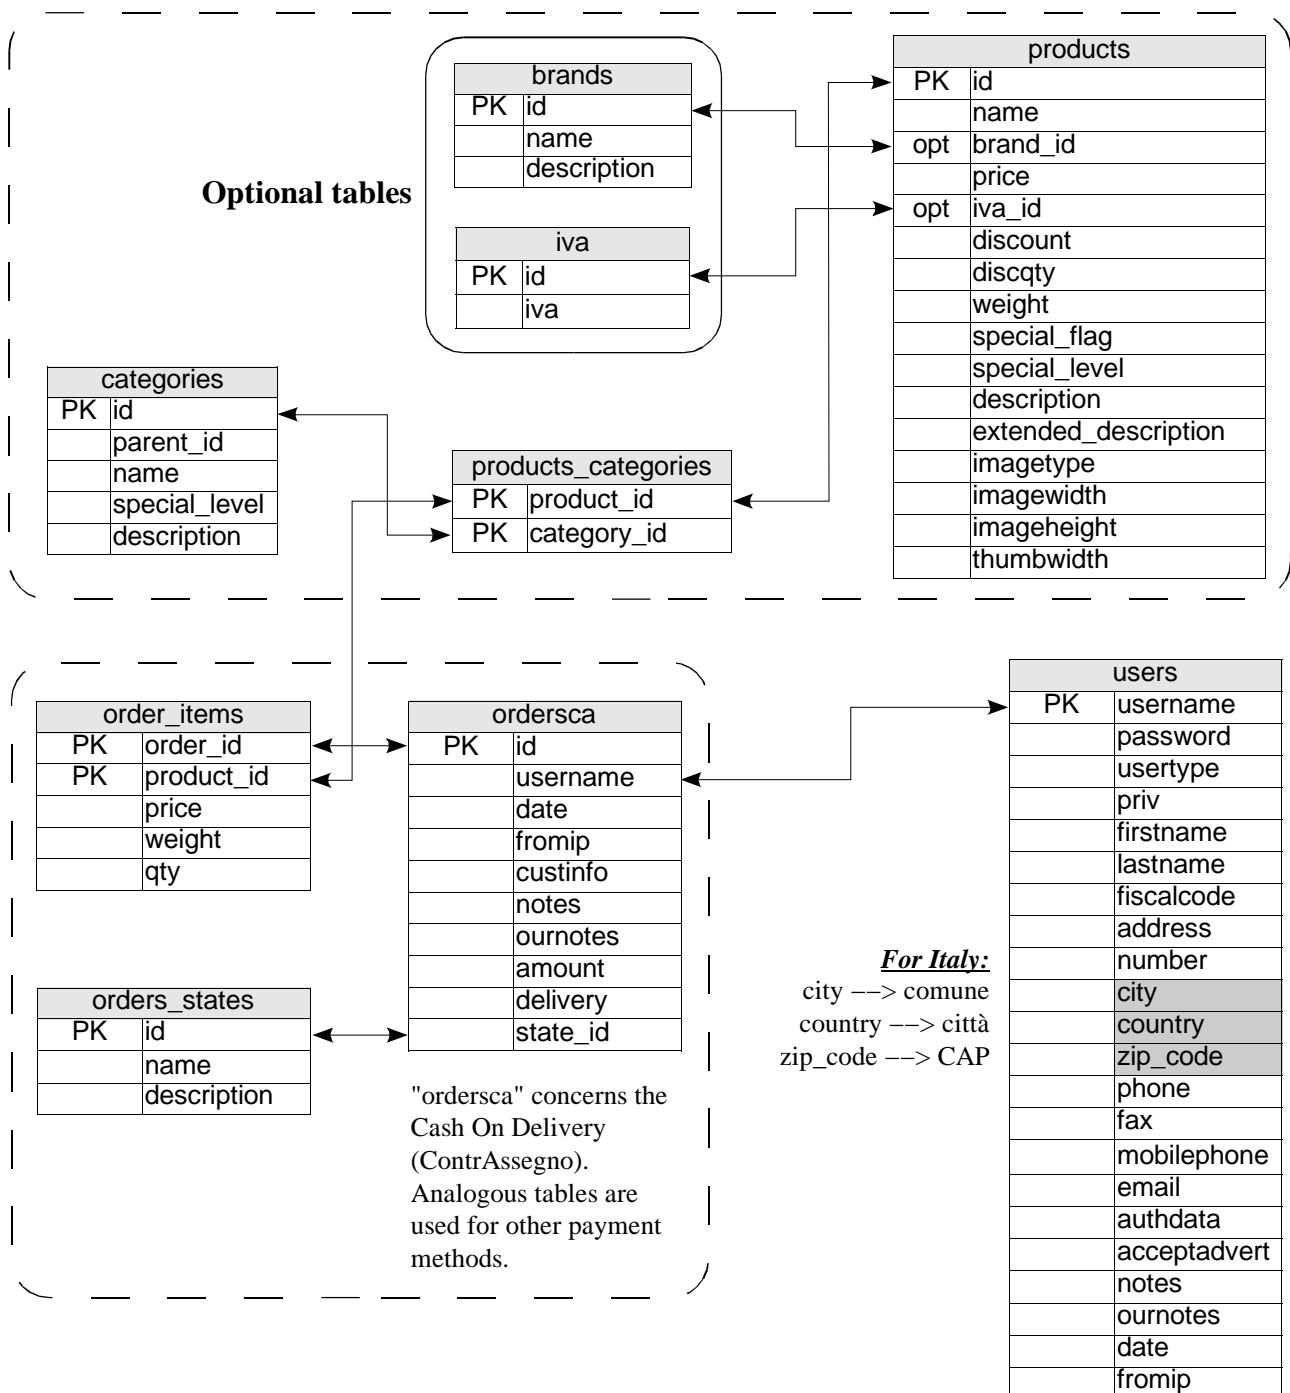 brands
PK id
name
description
Optional tables
iva
PK id
iva
products
PK id
name
opt brand_id
price
opt iva_id
discount
discqty
weight
special_flag
special_level
description
extended_description
imagetype
imagewidth
imageheight
thumbwidth
categories
PK id
parent_id
name
special_level
description
products_categories
PK product_id
PK category_id
order_items
PK order_id
PK product_id
price
weight
qty
ordersca
PK id
username
date
fromip
custinfo
notes
ournotes
amount
delivery
state_id
orders_states
PK id
name
description
"ordersca" concerns the
Cash On Delivery
(ContrAssegno).
Analogous tables are
used for other payment
methods.
For Italy:
city --> comune
country --> città
zip_code --> CAP
users
PK username
password
usertype
priv
firstname
lastname
fiscalcode
address
number
city
country
zip_code
phone
fax
mobilephone
email
authdata
acceptadvert
notes
ournotes
date
fromip